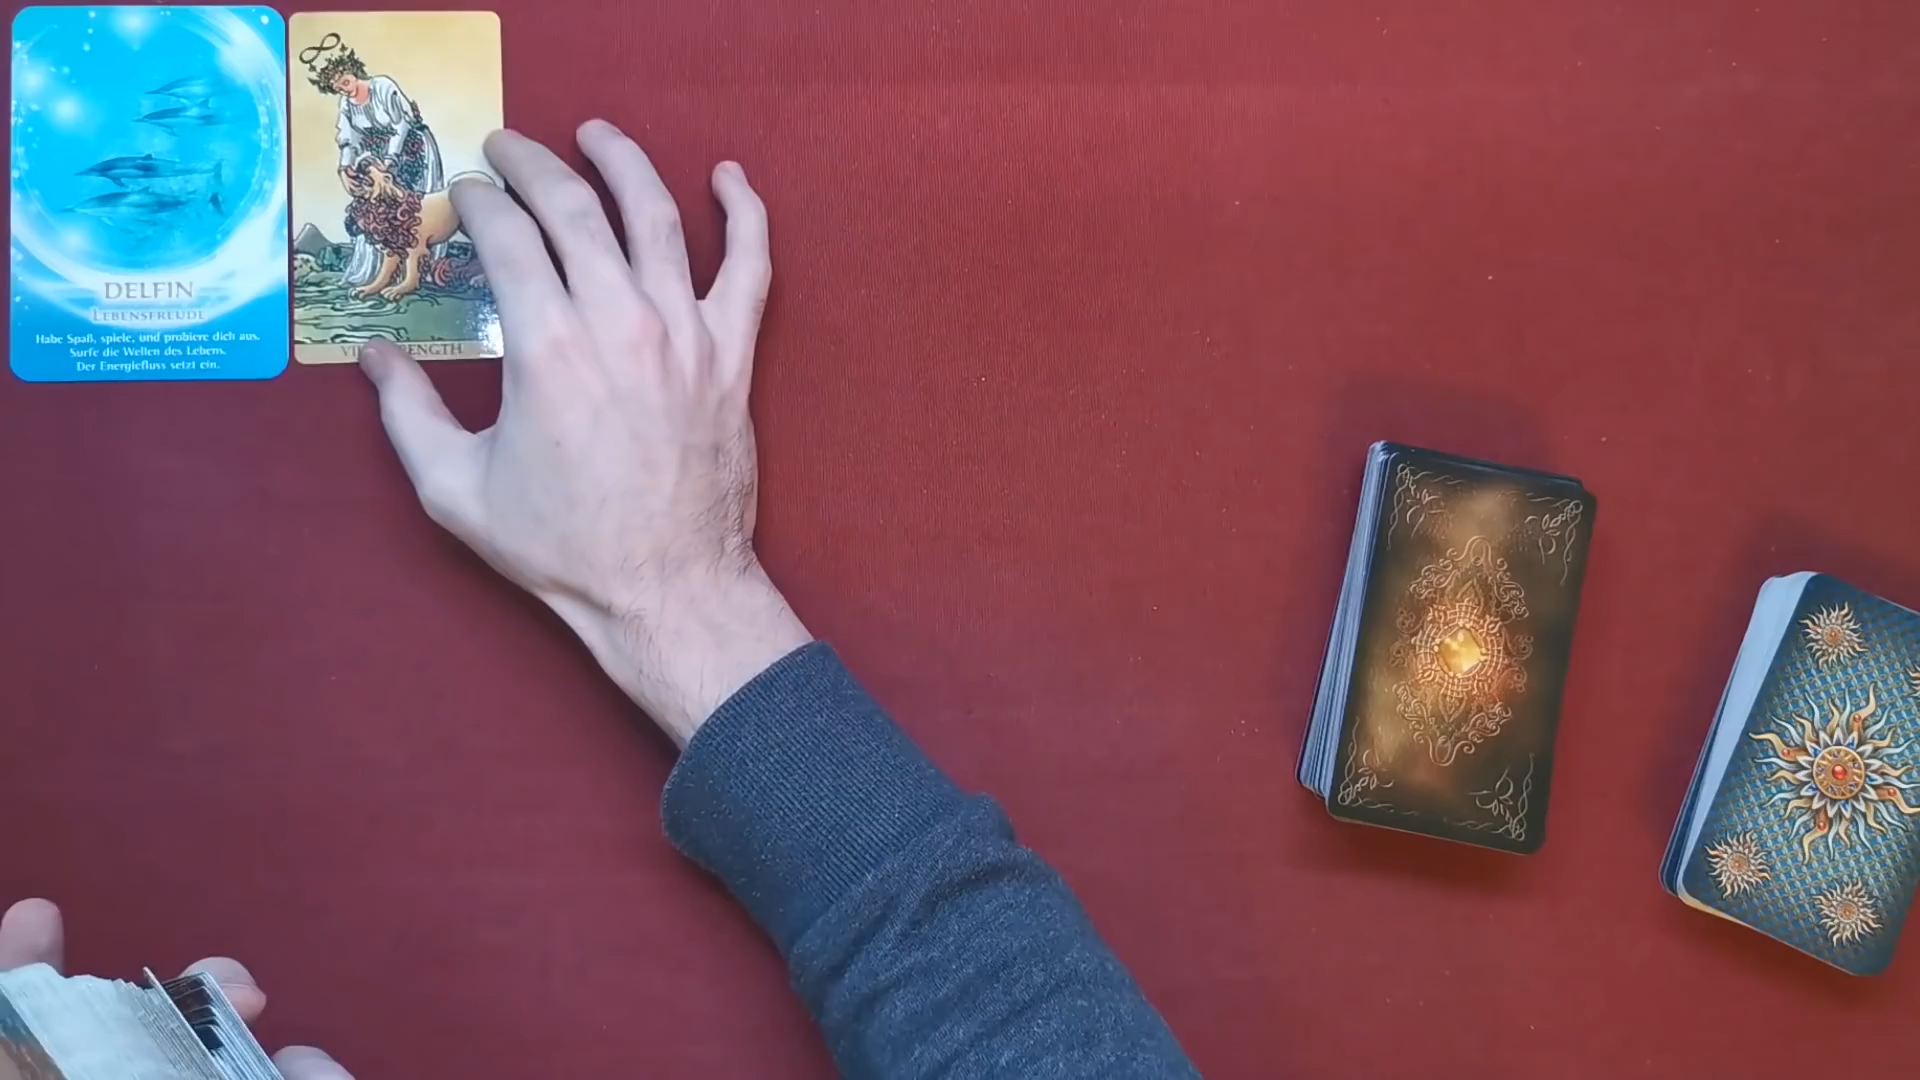 DELFIN
LEBENSFREUDE
Habe Spaß, spiele, und probiere dich aus.
Surfe die Wellen des Lebens.
Der Energiefluss setzt ein.